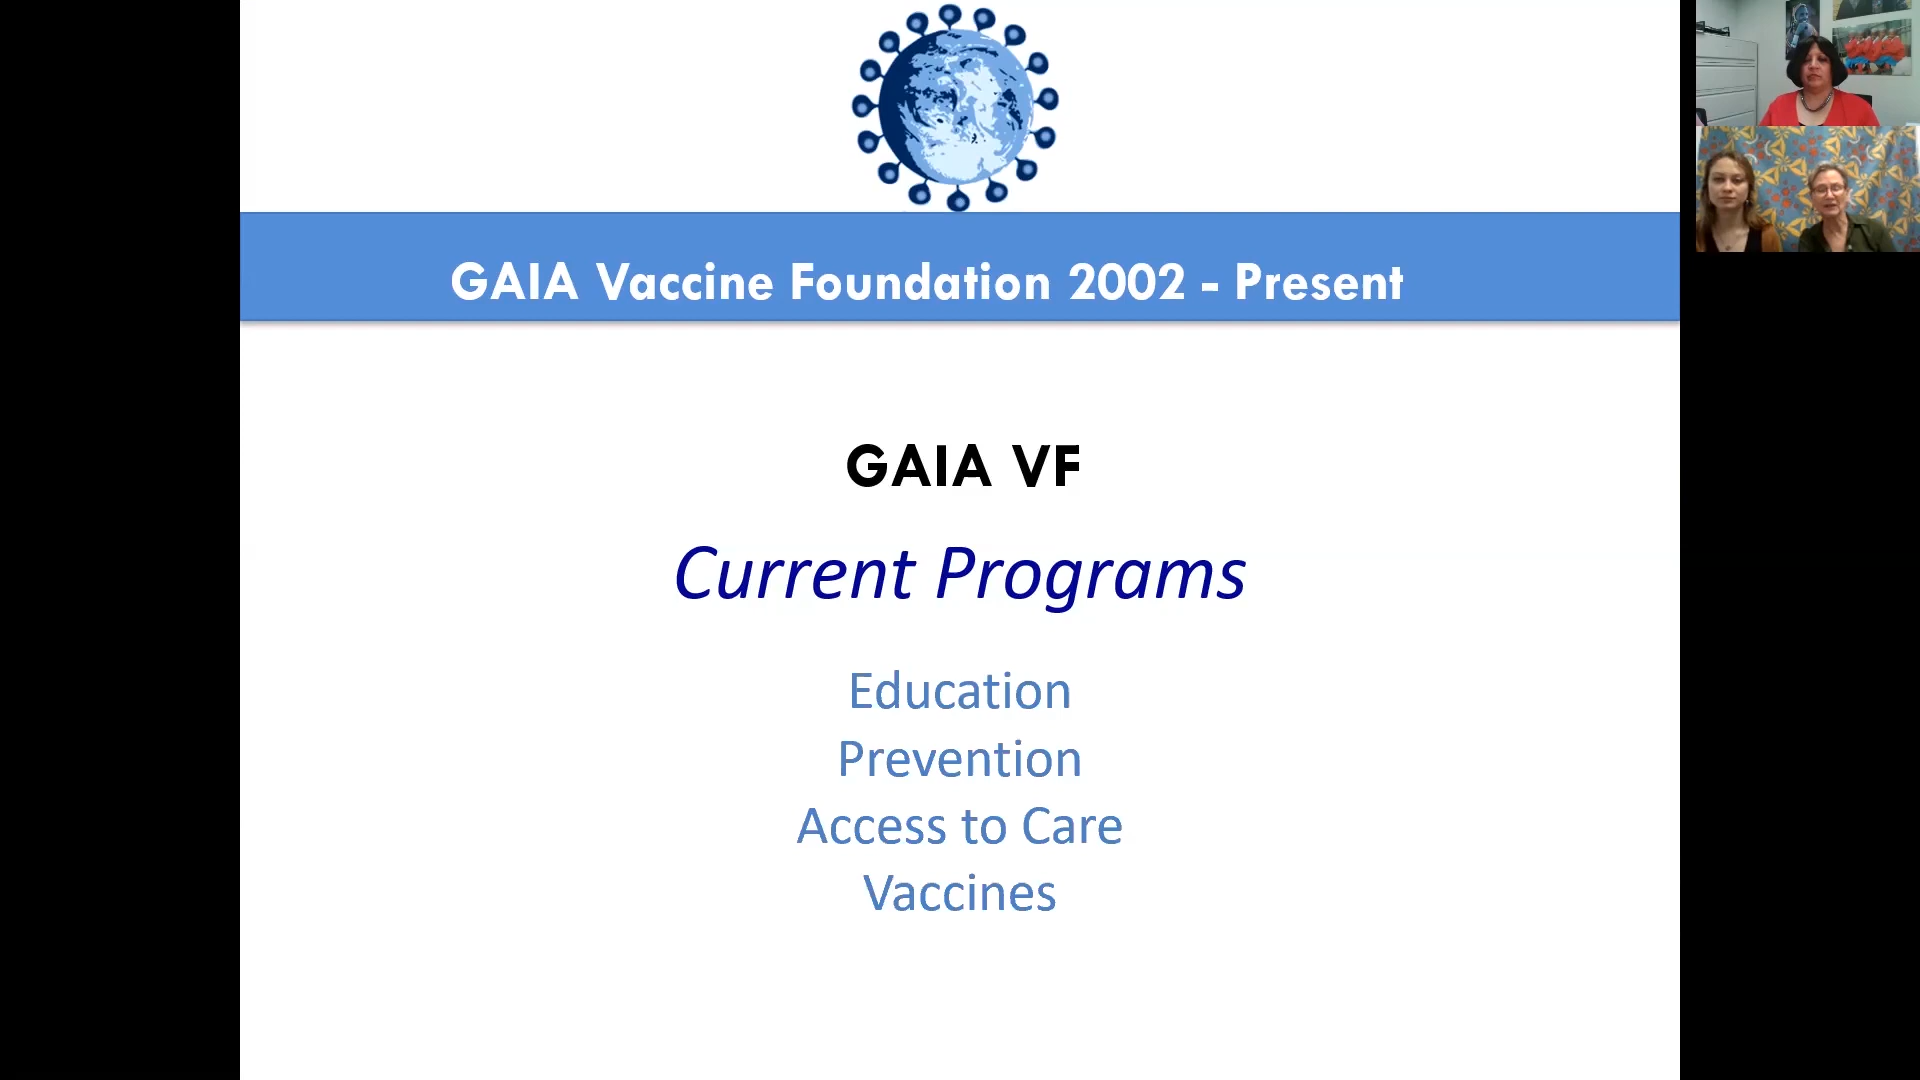 GAIA Vaccine Foundation 2002 - Present
GAIA VF
Current Programs
Education
Prevention
Access to Care
Vaccines